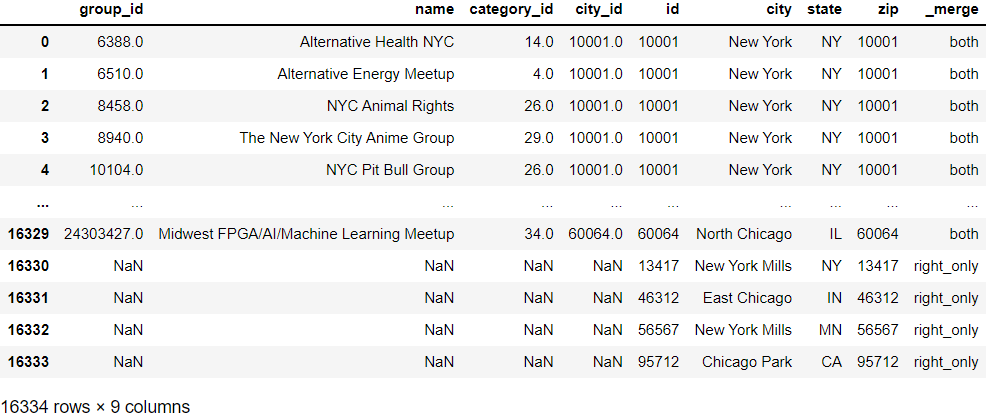 group_id name category_id city_id id city state zip _merge
0 6388.0 Alternative Health NYC 14.0 10001.0 10001 New York NY 10001 both
1 6510.0 Alternative Energy Meetup 4.0 10001.0 10001 New York NY 10001 both
2 8458.0 NYC Animal Rights 26.0 10001.0 10001 New York NY 10001 both
3 8940.0 The New York City Anime Group 29.0 10001.0 10001 New York NY 10001 both
4 10104.0 NYC Pit Bull Group 26.0 10001.0 10001 New York NY 10001 both
... ... ... ... ... ... ... ... ... ...
16329 24303427.0 Midwest FPGA/AI/Machine Learning Meetup 34.0 60064.0 60064 North Chicago IL 60064 both
16330 NaN NaN NaN NaN 13417 New York Mills NY 13417 right_only
16331 NaN NaN NaN NaN 46312 East Chicago IN 46312 right_only
16332 NaN NaN NaN NaN 56567 New York Mills MN 56567 right_only
16333 NaN NaN NaN NaN 95712 Chicago Park CA 95712 right_only
16334 rows × 9 columns